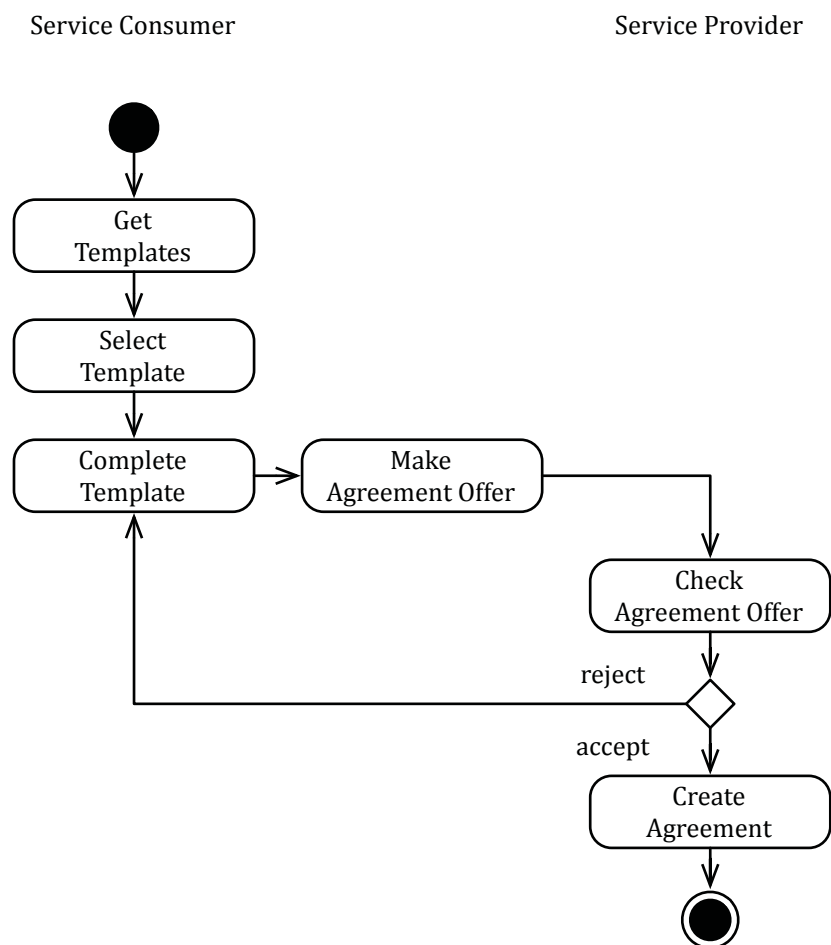 Service Consumer
Service Provider
Get
Templates
Select
Template
Complete
Template
Make
Agreement Offer
Check
Agreement Offer
reject
accept
Create
Agreement